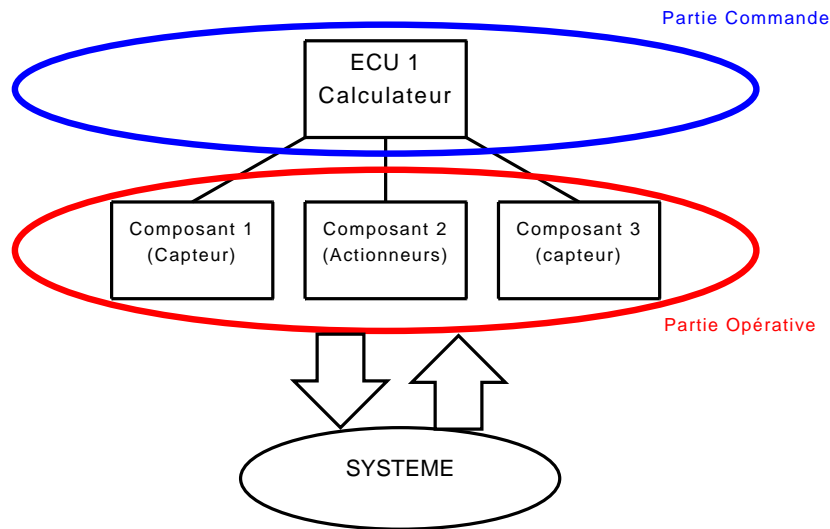 Partie Commande
ECU 1
Calculateur
Composant 1
(Capteur)
Composant 2
(Actionneurs)
Composant 3
(capteur)
Partie Opérative
SYSTEME